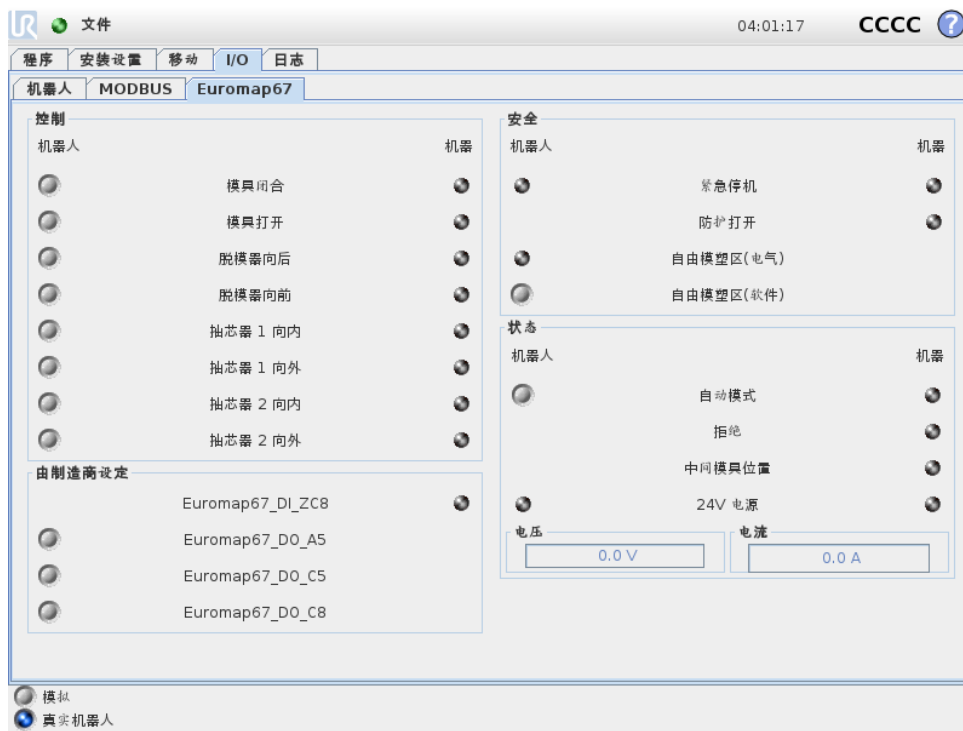 UR 文件 04:01:17 CCCC ?
程序 安装设置 移动 I/O 日志
机器人 MODBUS Euromap67
控制
机器人 机器
模具闭合
模具打开
脱模器向后
脱模器向前
抽芯器 1 向内
抽芯器 1 向外
抽芯器 2 向内
抽芯器 2 向外
由制造商设定
Euromap67_DI_ZC8
Euromap67_DO_A5
Euromap67_DO_C5
Euromap67_DO_C8
安全
机器人 机器
紧急停机
防护打开
自由模塑区(电气)
自由模塑区(软件)
状态
机器人 机器
自动模式
拒绝
中间模具位置
24V 电源
电压 电流
0.0 V 0.0 A
模拟
真实机器人